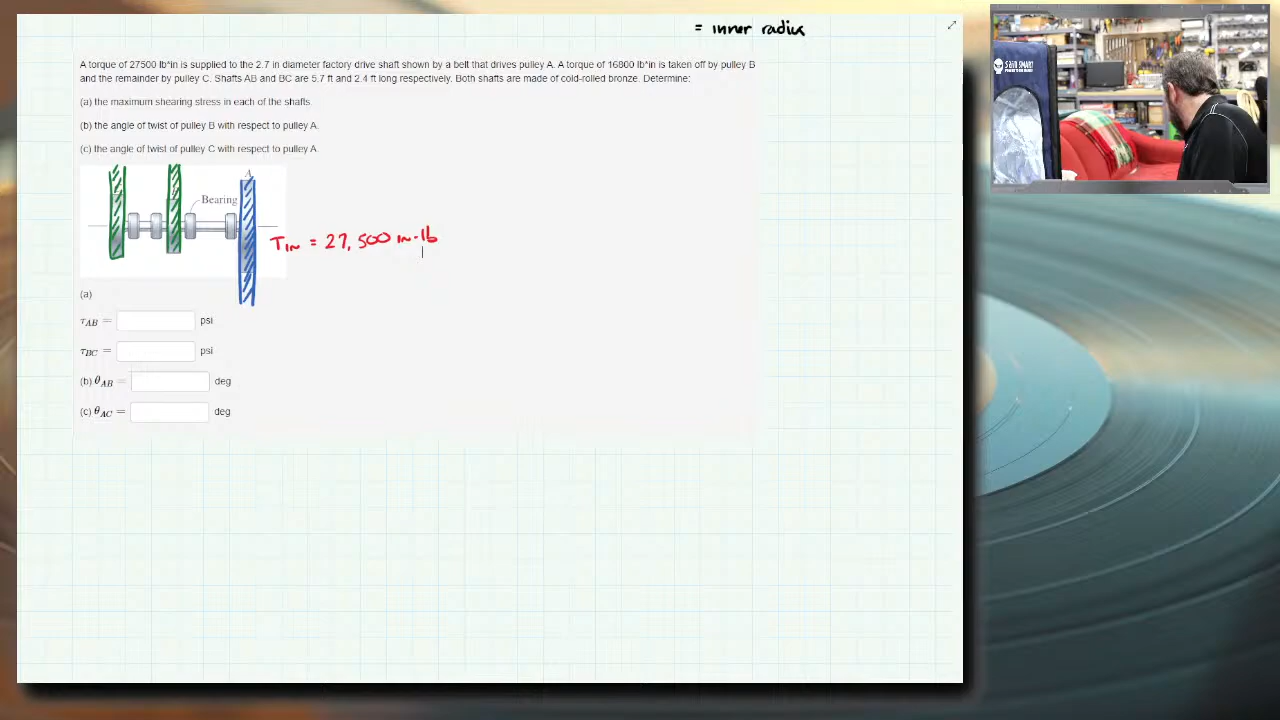 = inner radius
A torque of 27500 lb*in is supplied to the 2.7 in diameter factory drive shaft shown by a belt that drives pulley A. A torque of 16800 lb*in is taken off by pulley B
and the remainder by pulley C. Shafts AB and BC are 5.7 ft and 2.4 ft long respectively. Both shafts are made of cold-rolled bronze. Determine:
(a) the maximum shearing stress in each of the shafts.
(b) the angle of twist of pulley B with respect to pulley A.
(c) the angle of twist of pulley C with respect to pulley A.
A
Bearing
TIN = 27,500 in·lb
(a)
τAB = psi
τBC = psi
(b) θAB = deg
(c) θAC = deg